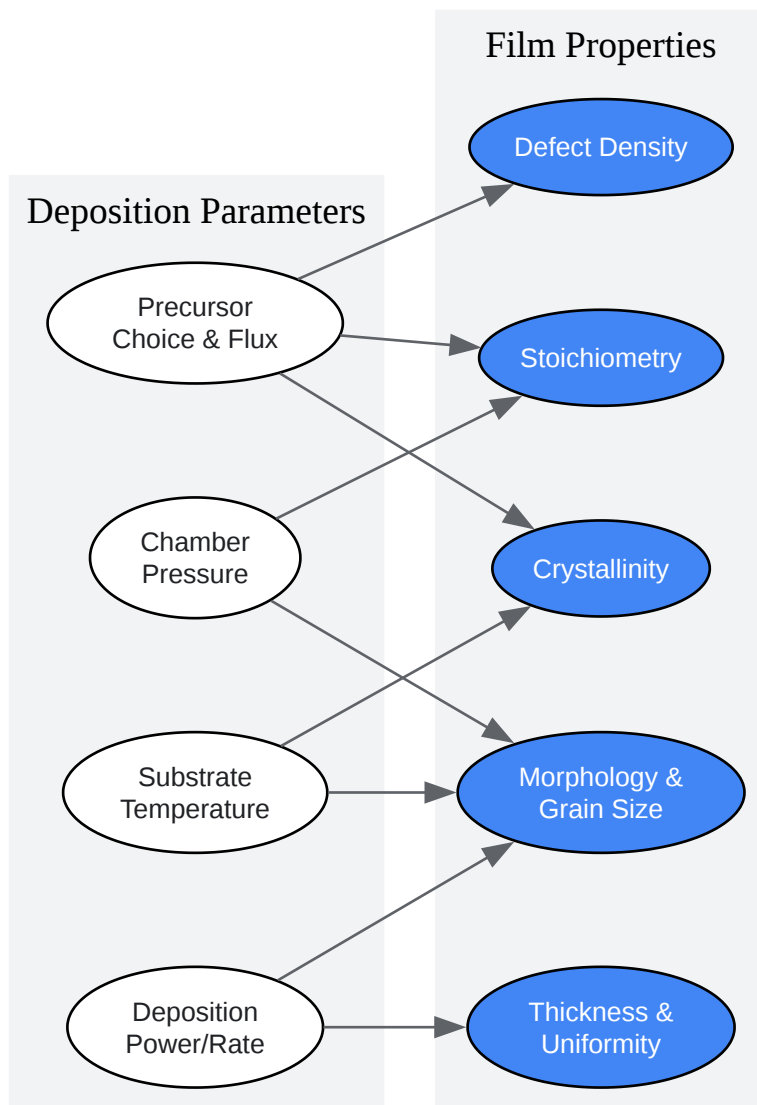 Film Properties
Defect Density
Deposition Parameters
Precursor
Choice & Flux
Stoichiometry
Chamber
Pressure
Crystallinity
Substrate
Temperature
Morphology &
Grain Size
Deposition
Power/Rate
Thickness &
Uniformity